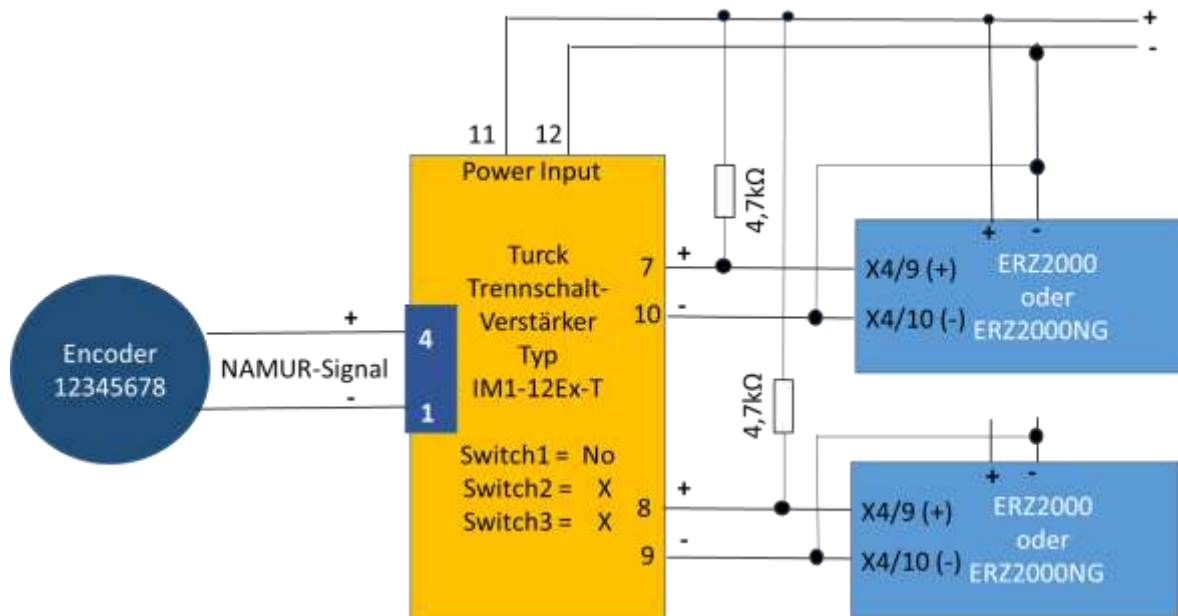 +
-
11
12
Power Input
4,7kΩ
+
-
Turck
Trennschalt-
Verstärker
Typ
IM1-12Ex-T
7
+
X4/9 (+)
ERZ2000
oder
ERZ2000NG
10
-
X4/10 (-)
Encoder
12345678
+
NAMUR-Signal
-
4
1
4,7kΩ
Switch1 = No
Switch2 = X
Switch3 = X
+
-
8
+
X4/9 (+)
ERZ2000
oder
ERZ2000NG
9
-
X4/10 (-)